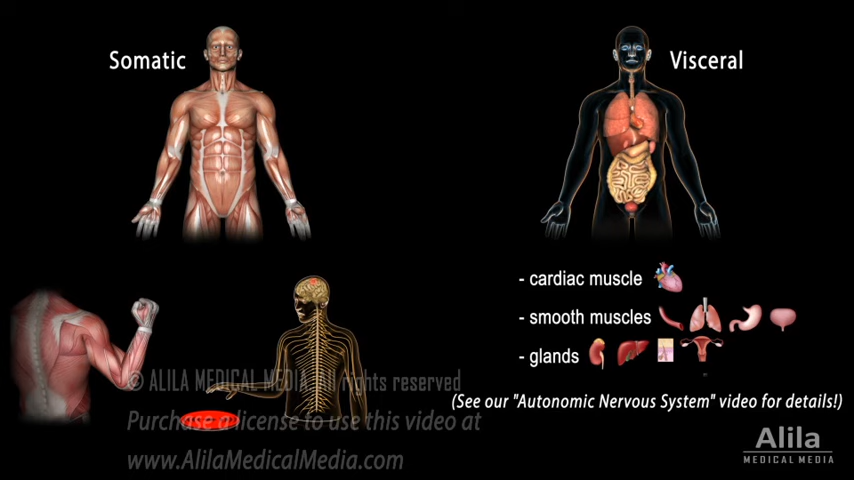 Somatic
Visceral
- cardiac muscle
- smooth muscles
- glands
© ALILA MEDICAL MEDIA. All rights reserved
Purchase a license to use this video at
www.AlilaMedicalMedia.com
(See our "Autonomic Nervous System" video for details!)
Alila
MEDICAL MEDIA